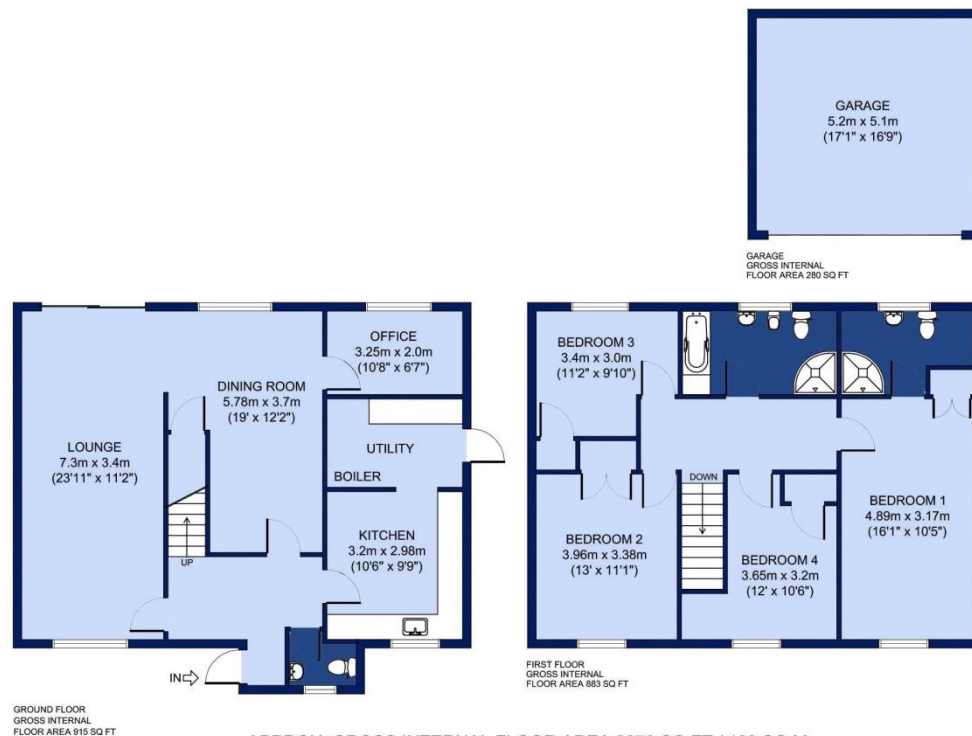 GARAGE
5.2m x 5.1m
(17'1" x 16'9")
GARAGE
GROSS INTERNAL
FLOOR AREA 280 SQ FT
LOUNGE
7.3m x 3.4m
(23'11" x 11'2")
DINING ROOM
5.78m x 3.7m
(19' x 12'2")
OFFICE
3.25m x 2.0m
(10'8" x 6'7")
UTILITY
BOILER
KITCHEN
3.2m x 2.98m
(10'6" x 9'9")
UP
IN
GROUND FLOOR
GROSS INTERNAL
FLOOR AREA 915 SQ FT
BEDROOM 3
3.4m x 3.0m
(11'2" x 9'10")
BEDROOM 2
3.96m x 3.38m
(13' x 11'1")
DOWN
BEDROOM 4
3.65m x 3.2m
(12' x 10'6")
BEDROOM 1
4.89m x 3.17m
(16'1" x 10'5")
FIRST FLOOR
GROSS INTERNAL
FLOOR AREA 883 SQ FT